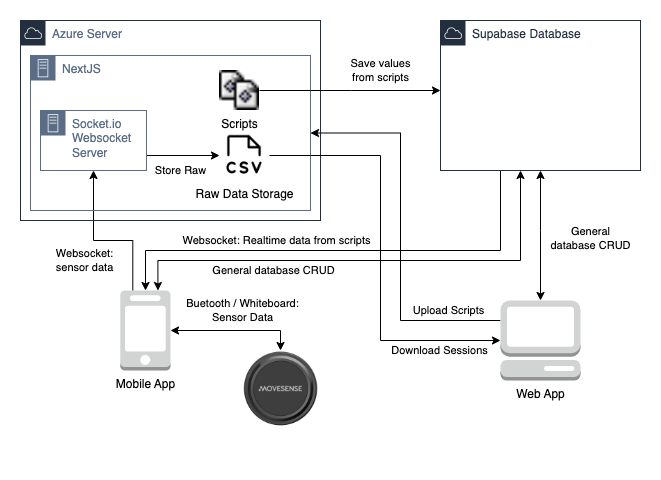 Azure Server
Supabase Database
NextJS
Save values
from scripts
Scripts
Socket.io
Websocket
Server
Store Raw
CSV
Raw Data Storage
Websocket:
sensor data
Websocket: Realtime data from scripts
General
database CRUD
General database CRUD
Buetooth / Whiteboard:
Sensor Data
Upload Scripts
Download Sessions
Mobile App
MOVESENSE
Web App